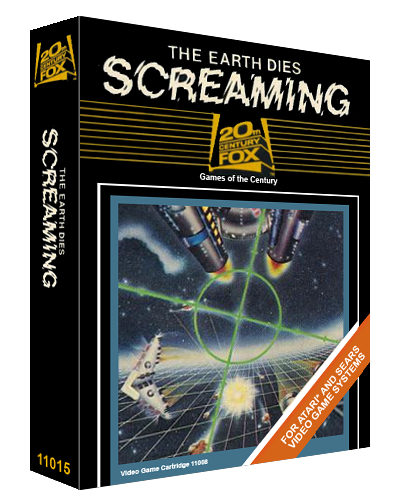 THE EARTH DIES
SCREAMING
20th
CENTURY
FOX
Games of the Century
FOR ATARI® AND SEARS
VIDEO GAME SYSTEMS
Video Game Cartridge 11008
20th
CENTURY
FOX
THE EARTH DIES
SCREAMING
11015